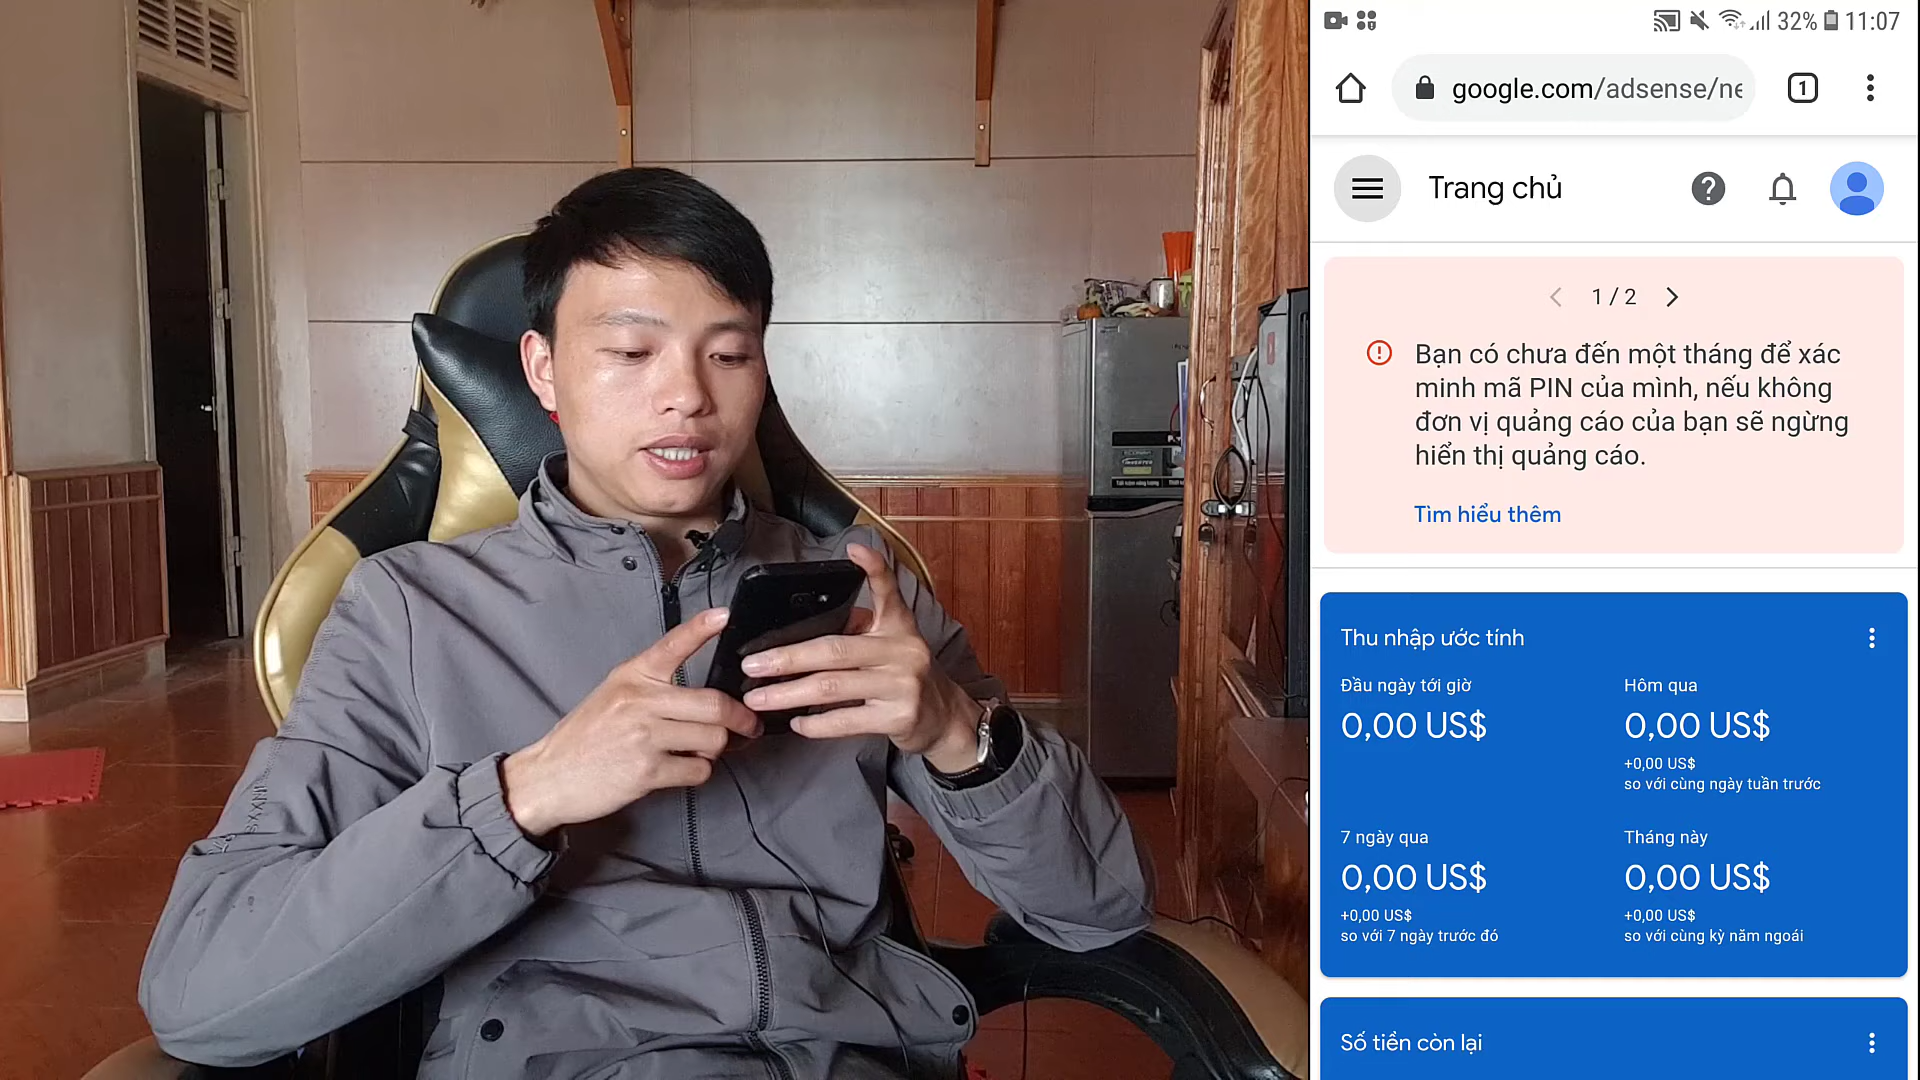 32% 11:07
google.com/adsense/ne
1
Trang chủ
1 / 2
Bạn có chưa đến một tháng để xác
minh mã PIN của mình, nếu không
đơn vị quảng cáo của bạn sẽ ngừng
hiển thị quảng cáo.
Tìm hiểu thêm
Thu nhập ước tính
Đầu ngày tới giờ
0,00 US$
Hôm qua
0,00 US$
+0,00 US$
so với cùng ngày tuần trước
7 ngày qua
0,00 US$
+0,00 US$
so với 7 ngày trước đó
Tháng này
0,00 US$
+0,00 US$
so với cùng kỳ năm ngoái
Số tiền còn lại